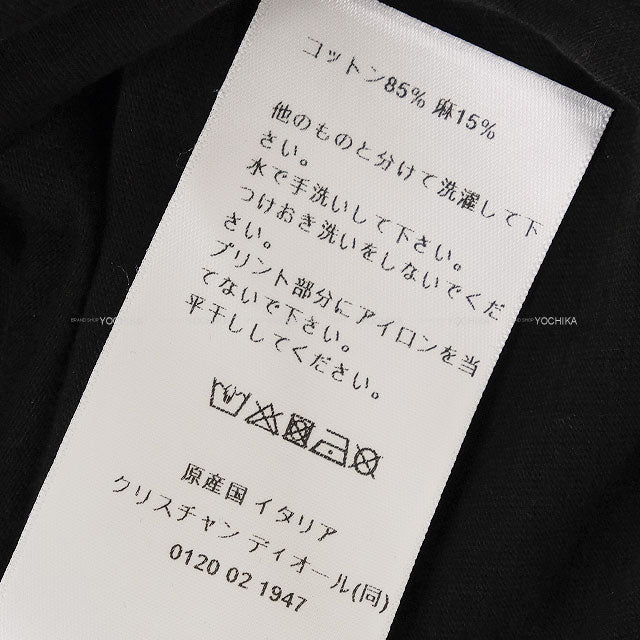 コットン85% 麻15%
他のものと分けて洗濯して下
さい。
水で手洗いして下さい。
つけおき洗いをしないでくだ
さい。
プリント部分にアイロンを当
てないで下さい。
平干ししてください。
原産国 イタリア
クリスチャン ディオール(同)
0120 02 1947
BRAND SHOP YOCHIKA
BRAND SHOP YOCHIKA